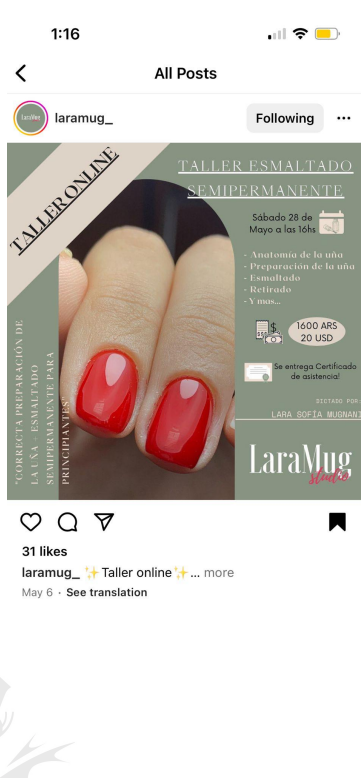 1:16
All Posts
LaraMug
laramug_
Following
TALLER ONLINE
TALLER ESMALTADO
SEMIPERMANENTE
Sábado 28 de
Mayo a las 16hs
- Anatomía de la uña
- Preparación de la uña
- Esmaltado
- Retirado
- Y mas...
1600 ARS
20 USD
Se entrega Certificado
de asistencia!
DICTADO POR:
LARA SOFÍA MUGNANI
"CORRECTA PREPARACIÓN DE
LA UÑA + ESMALTADO
SEMIPERMANENTE PARA
PRINCIPIANTES"
LaraMug
studio
31 likes
laramug_ ✨Taller online✨... more
May 6 · See translation